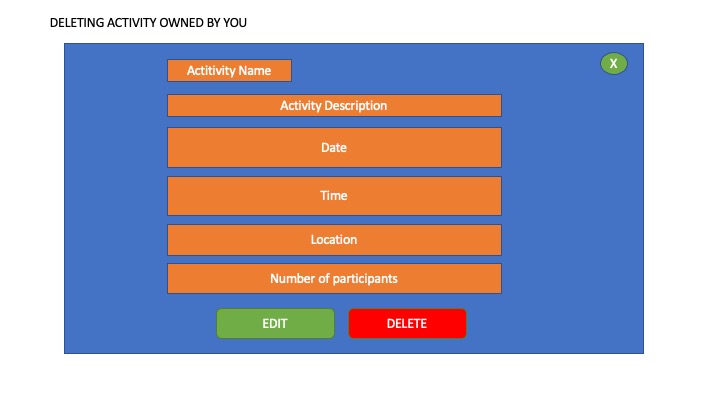 DELETING ACTIVITY OWNED BY YOU
Actitivity Name
X
Activity Description
Date
Time
Location
Number of participants
EDIT
DELETE